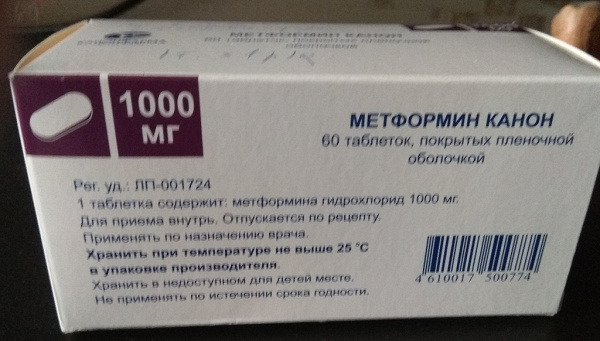 МЕТФОРМИН КАНОН
1000
МГ
МЕТФОРМИН КАНОН
60 таблеток, покрытых пленочной
оболочкой
Рег. уд.: ЛП-001724
1 таблетка содержит: метформина гидрохлорид 1000 мг.
Для приема внутрь. Отпускается по рецепту.
Применять по назначению врача.
Хранить при температуре не выше 25 °С
в упаковке производителя.
Хранить в недоступном для детей месте.
Не применять по истечении срока годности.
4 610017 500774